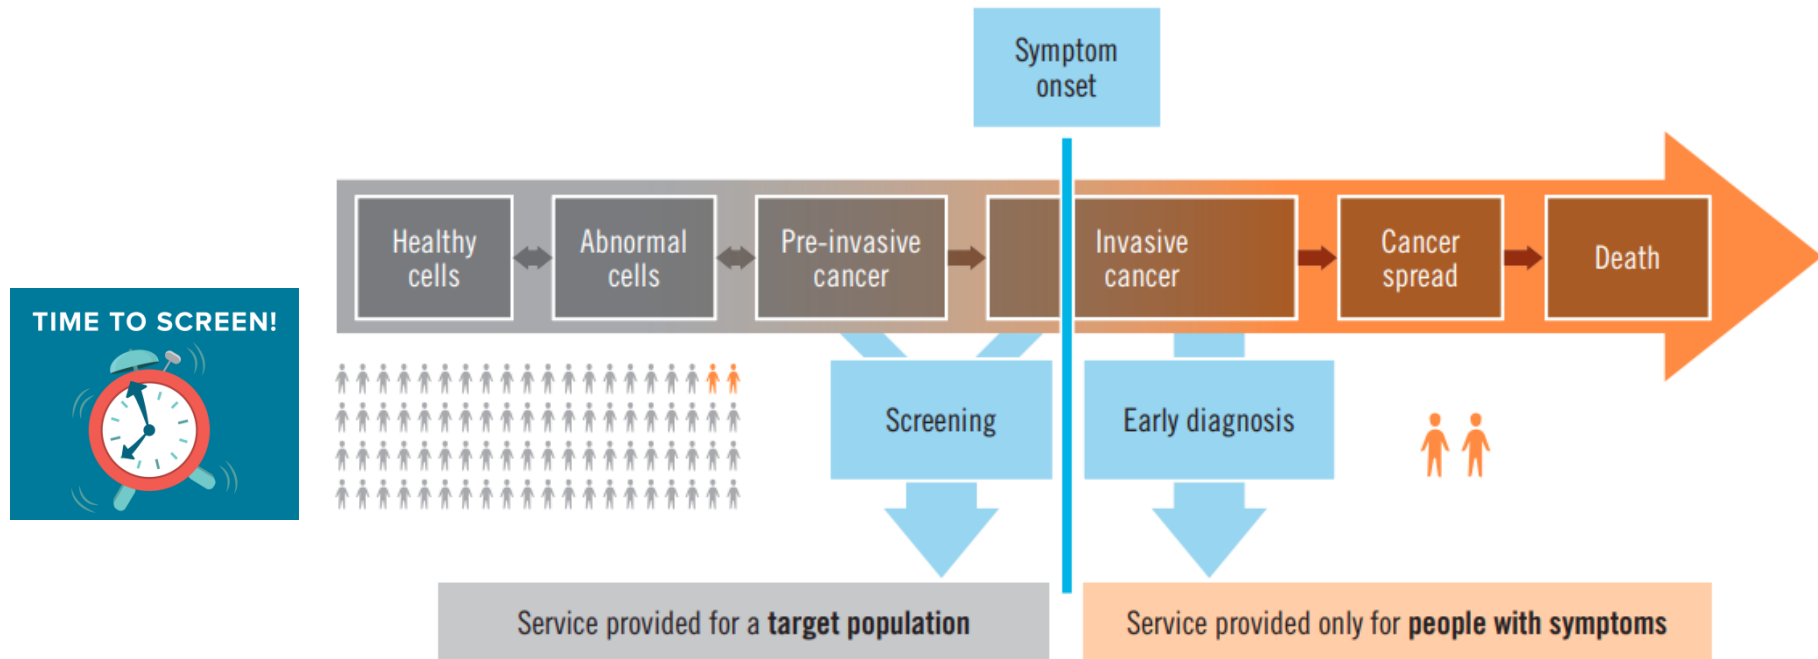 Symptom
onset
Healthy
cells
Abnormal
cells
Pre-invasive
cancer
Invasive
cancer
Cancer
spread
Death
TIME TO SCREEN!
Screening
Early diagnosis
Service provided for a target population
Service provided only for people with symptoms